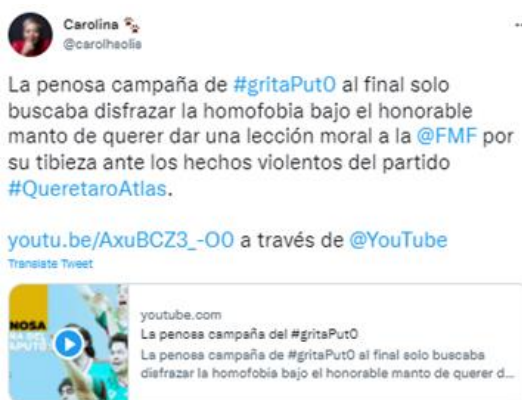 Carolina 🐾
@carolhsolis
La penosa campaña de #gritaPut0 al final solo
buscaba disfrazar la homofobia bajo el honorable
manto de querer dar una lección moral a la @FMF por
su tibieza ante los hechos violentos del partido
#QueretaroAtlas.
youtu.be/AxuBCZ3_-O0 a través de @YouTube
Translate Tweet
NOSA
youtube.com
La penosa campaña del #gritaPut0
La penosa campaña de #gritaPut0 al final solo buscaba
disfrazar la homofobia bajo el honorable manto de querer d...